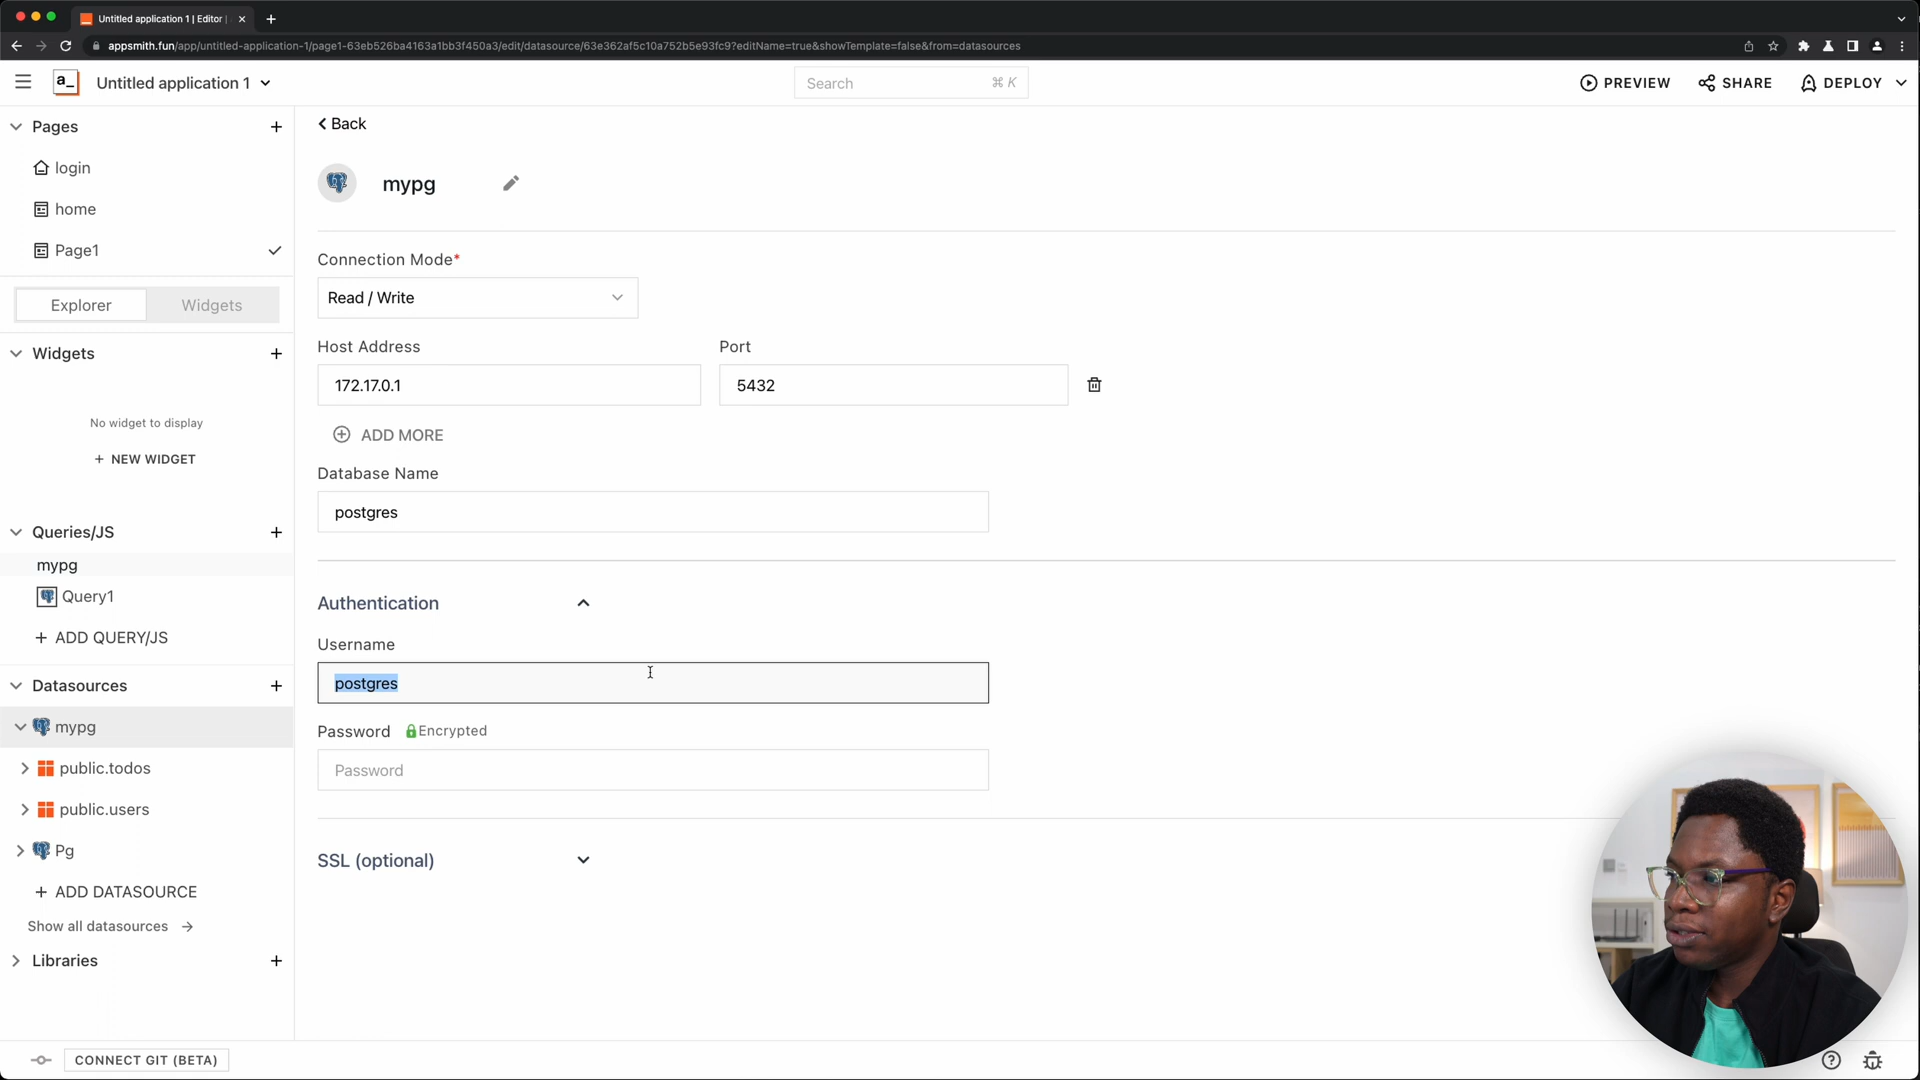 Untitled application 1 | Editor |
appsmith.fun/app/untitled-application-1/page1-63eb526ba4163a1bb3f450a3/edit/datasource/63e362af5c10a752b5e93fc9?editName=true&showTemplate=false&from=datasources
a_ Untitled application 1
Search ⌘ K
PREVIEW SHARE DEPLOY
Pages +
login
home
Page1
Explorer Widgets
Widgets +
No widget to display
+ NEW WIDGET
Queries/JS +
mypg
Query1
+ ADD QUERY/JS
Datasources +
mypg
public.todos
public.users
Pg
+ ADD DATASOURCE
Show all datasources →
Libraries +
CONNECT GIT (BETA)
Back
mypg
Connection Mode*
Read / Write
Host Address Port
172.17.0.1 5432
ADD MORE
Database Name
postgres
Authentication
Username
postgres
Password Encrypted
Password
SSL (optional)